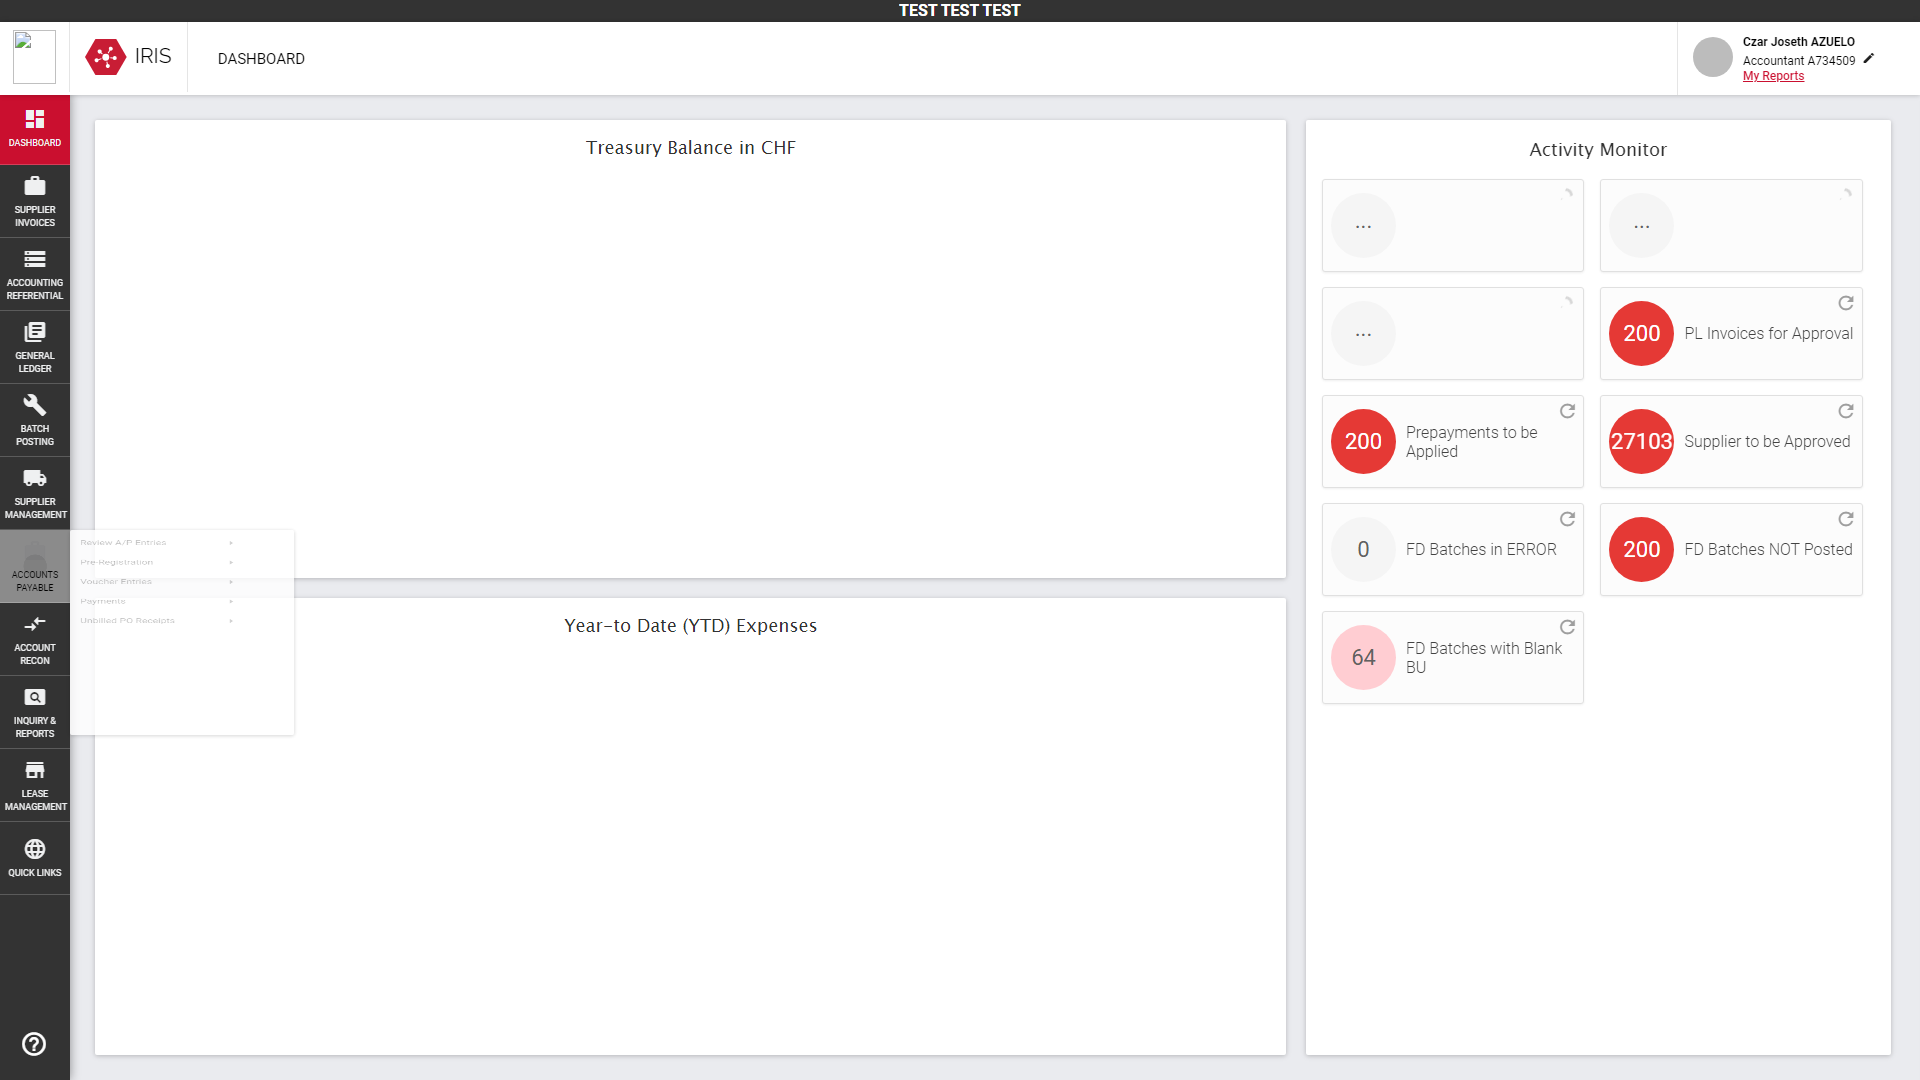 TEST TEST TEST
IRIS
DASHBOARD
Czar Joseth AZUELO
Accountant A734509
My Reports
DASHBOARD
SUPPLIER
INVOICES
ACCOUNTING
REFERENTIAL
GENERAL
LEDGER
BATCH
POSTING
SUPPLIER
MANAGEMENT
ACCOUNTS
PAYABLE
ACCOUNT
RECON
INQUIRY &
REPORTS
LEASE
MANAGEMENT
QUICK LINKS
Review A/P Entries
Pre-Registration
Voucher Entries
Payments
Unbilled PO Receipts
Treasury Balance in CHF
Year-to Date (YTD) Expenses
Activity Monitor
...
...
...
200
PL Invoices for Approval
200
Prepayments to be
Applied
27103
Supplier to be Approved
0
FD Batches in ERROR
200
FD Batches NOT Posted
64
FD Batches with Blank
BU